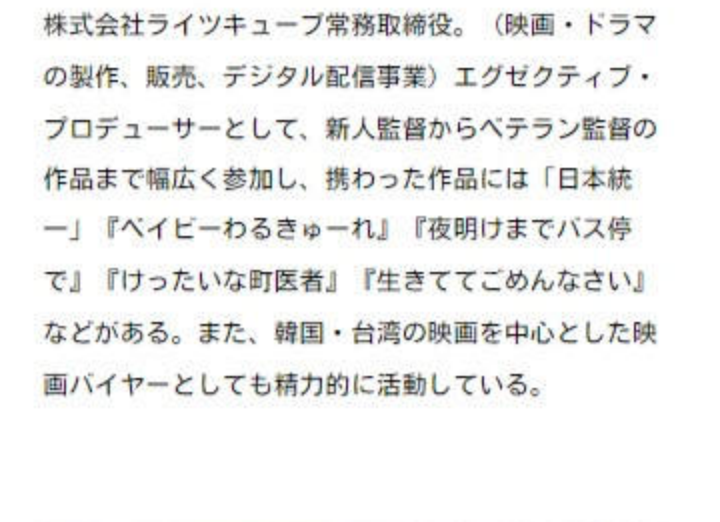 株式会社ライツキューブ常務取締役。（映画・ドラマ
の製作、販売、デジタル配信事業）エグゼクティブ・
プロデューサーとして、新人監督からベテラン監督の
作品まで幅広く参加し、携わった作品には「日本統
一」『ベイビーわるきゅーれ』『夜明けまでバス停
で』『けったいな町医者』『生きててごめんなさい』
などがある。また、韓国・台湾の映画を中心とした映
画バイヤーとしても精力的に活動している。